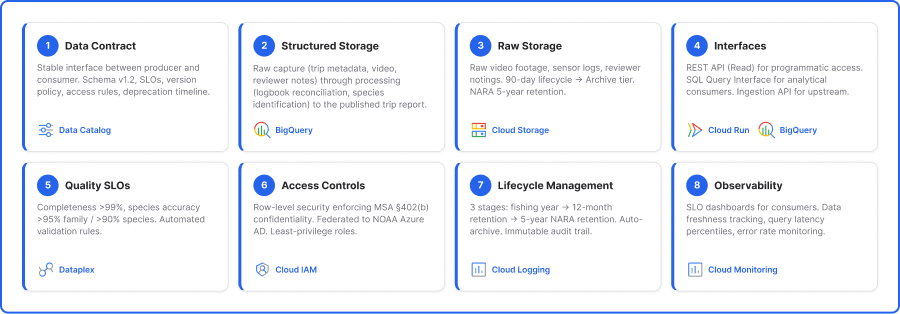 1 Data Contract
Stable interface between producer and
consumer. Schema v1.2, SLOs, version
policy, access rules, deprecation timeline.
Data Catalog
2 Structured Storage
Raw capture (trip metadata, video,
reviewer notes) through processing
(logbook reconciliation, species
identification) to the published trip report.
BigQuery
3 Raw Storage
Raw video footage, sensor logs, reviewer
notings. 90-day lifecycle → Archive tier.
NARA 5-year retention.
Cloud Storage
4 Interfaces
REST API (Read) for programmatic access.
SQL Query Interface for analytical
consumers. Ingestion API for upstream.
Cloud Run BigQuery
5 Quality SLOs
Completeness >99%, species accuracy
>95% family / >90% species. Automated
validation rules.
Dataplex
6 Access Controls
Row-level security enforcing MSA §402(b)
confidentiality. Federated to NOAA Azure
AD. Least-privilege roles.
Cloud IAM
7 Lifecycle Management
3 stages: fishing year → 12-month
retention → 5-year NARA retention. Auto-
archive. Immutable audit trail.
Cloud Logging
8 Observability
SLO dashboards for consumers. Data
freshness tracking, query latency
percentiles, error rate monitoring.
Cloud Monitoring